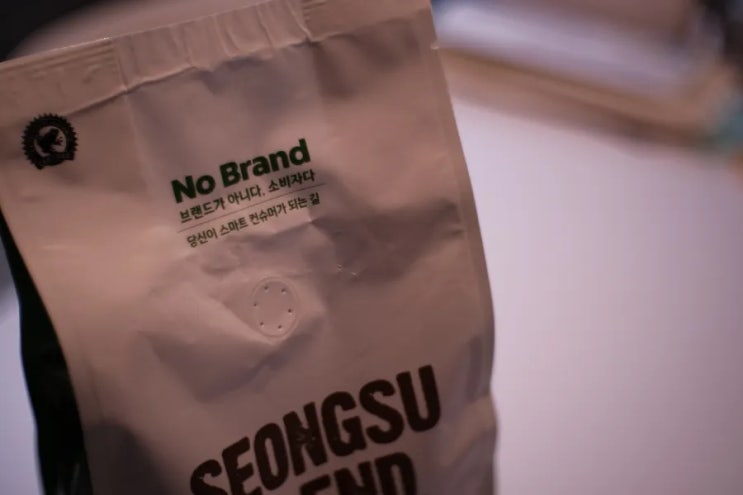 No Brand
브랜드가 아니다. 소비자다
당신이 스마트 컨슈머가 되는 길
SEONGSU
END